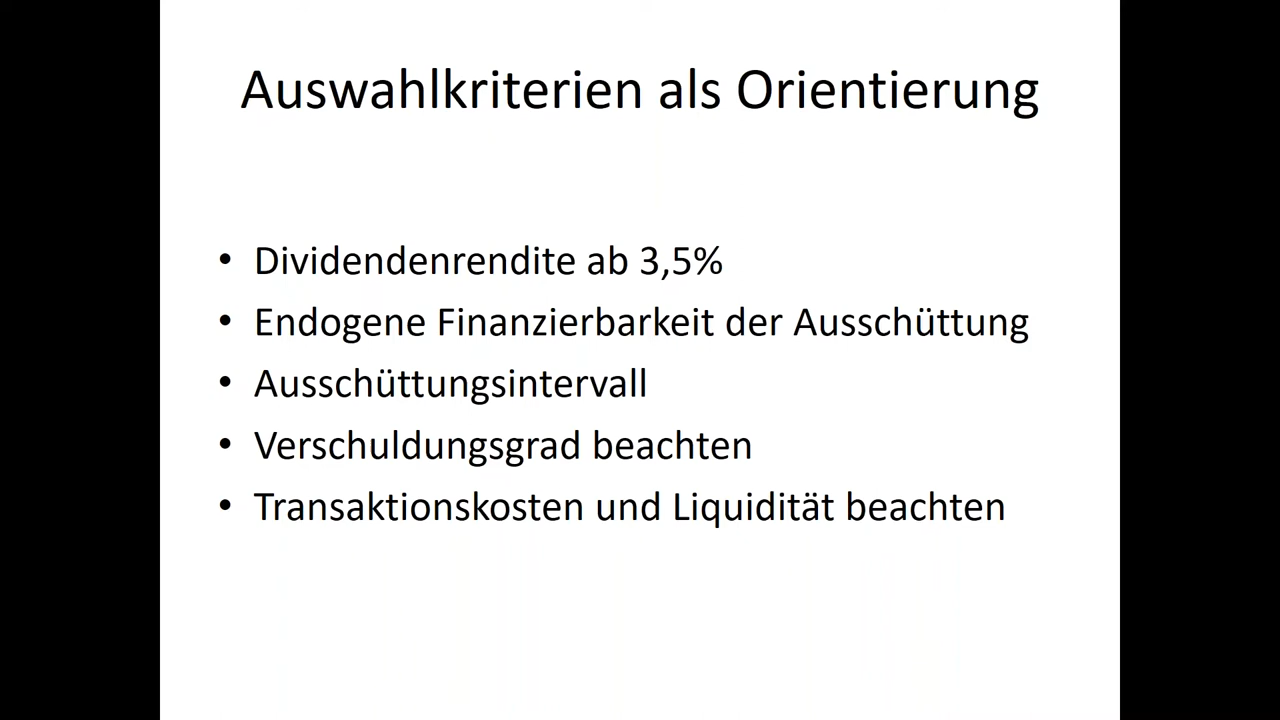 Auswahlkriterien als Orientierung
• Dividendenrendite ab 3,5%
• Endogene Finanzierbarkeit der Ausschüttung
• Ausschüttungsintervall
• Verschuldungsgrad beachten
• Transaktionskosten und Liquidität beachten